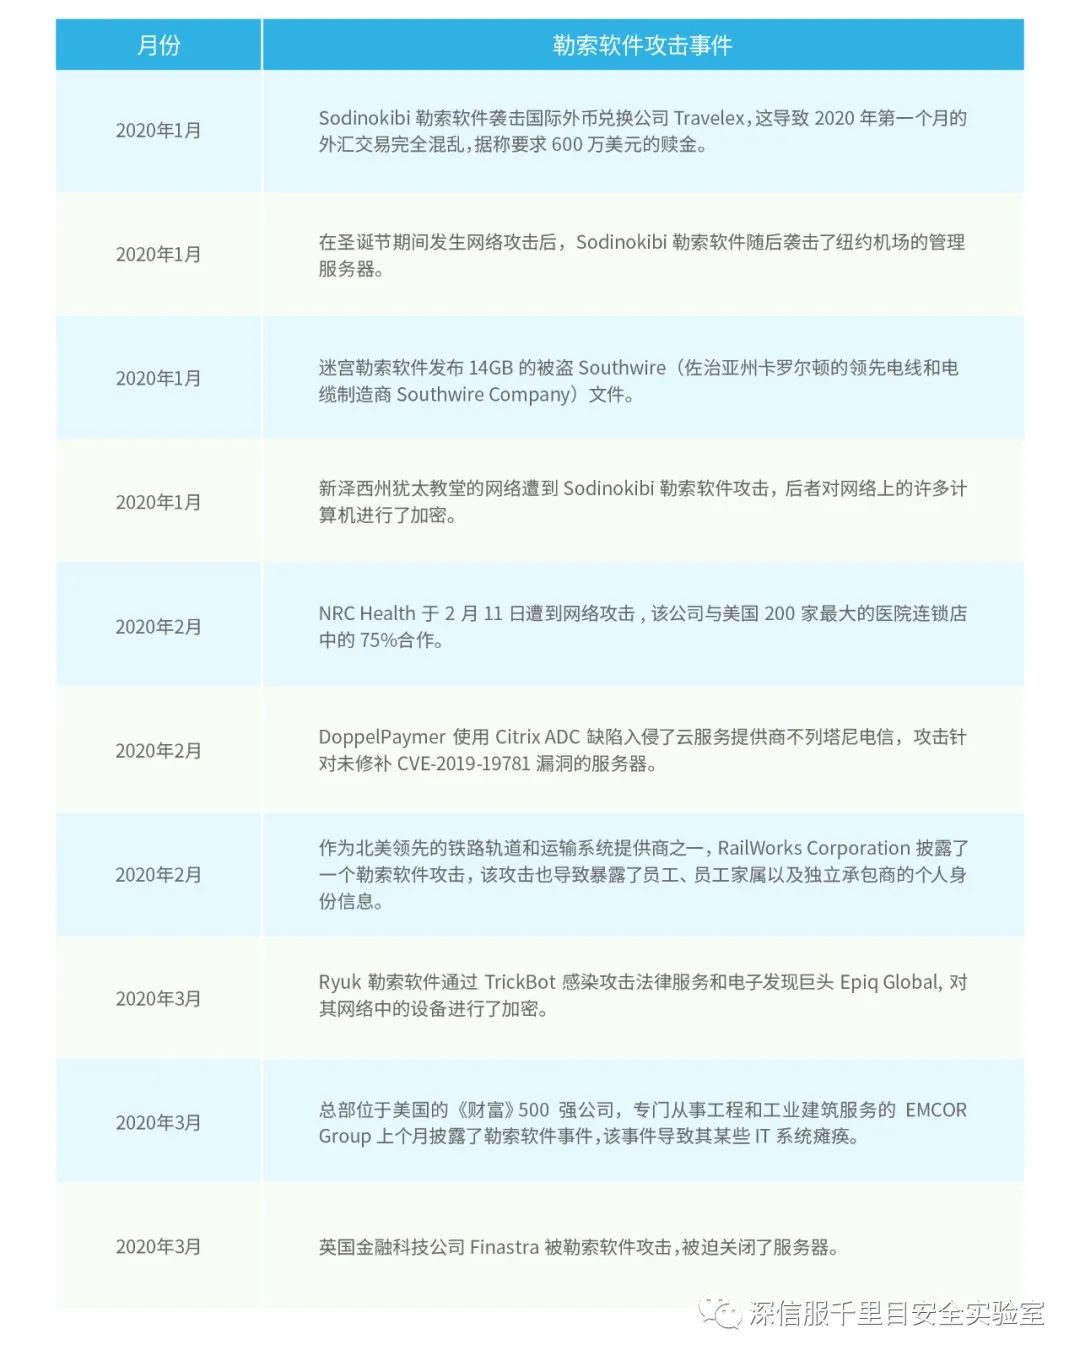 月份
勒索软件攻击事件
2020年1月
Sodinokibi 勒索软件袭击国际外币兑换公司 Travelex，这导致 2020 年第一个月的
外汇交易完全混乱，据称要求 600 万美元的赎金。
2020年1月
在圣诞节期间发生网络攻击后，Sodinokibi 勒索软件随后袭击了纽约机场的管理
服务器。
2020年1月
迷宫勒索软件发布 14GB 的被盗 Southwire（佐治亚州卡罗尔顿的领先电线和电
缆制造商 Southwire Company）文件。
2020年1月
新泽西州犹太教堂的网络遭到 Sodinokibi 勒索软件攻击，后者对网络上的许多计
算机进行了加密。
2020年2月
NRC Health 于 2 月 11 日遭到网络攻击，该公司与美国 200 家最大的医院连锁店
中的 75%合作。
2020年2月
DoppelPaymer 使用 Citrix ADC 缺陷入侵了云服务提供商不列塔尼电信，攻击针
对未修补 CVE-2019-19781 漏洞的服务器。
2020年2月
作为北美领先的铁路轨道和运输系统提供商之一，RailWorks Corporation 披露了
一个勒索软件攻击，该攻击也导致暴露了员工、员工家属以及独立承包商的个人身
份信息。
2020年3月
Ryuk 勒索软件通过 TrickBot 感染攻击法律服务和电子发现巨头 Epiq Global, 对
其网络中的设备进行了加密。
2020年3月
总部位于美国的《财富》500 强公司，专门从事工程和工业建筑服务的 EMCOR
Group 上个月披露了勒索软件事件，该事件导致其某些 IT 系统瘫痪。
2020年3月
英国金融科技公司 Finastra 被勒索软件攻击，被迫关闭了服务器。
深信服千里目安全实验室